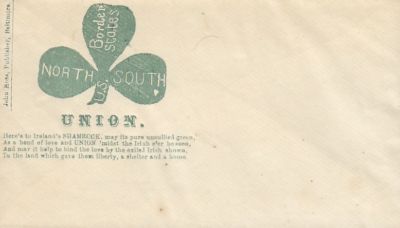 John Ross, Publisher, Baltimore.
Border
States
NORTH
SOUTH
U.S.
UNION.
Here's to Ireland's SHAMROCK, may its pure unsullied green,
As a bond of love and UNION 'midst the Irish e'er be seen,
And may it help to bind the love by the exiled Irish shown,
To the land which gave them liberty, a shelter and a home